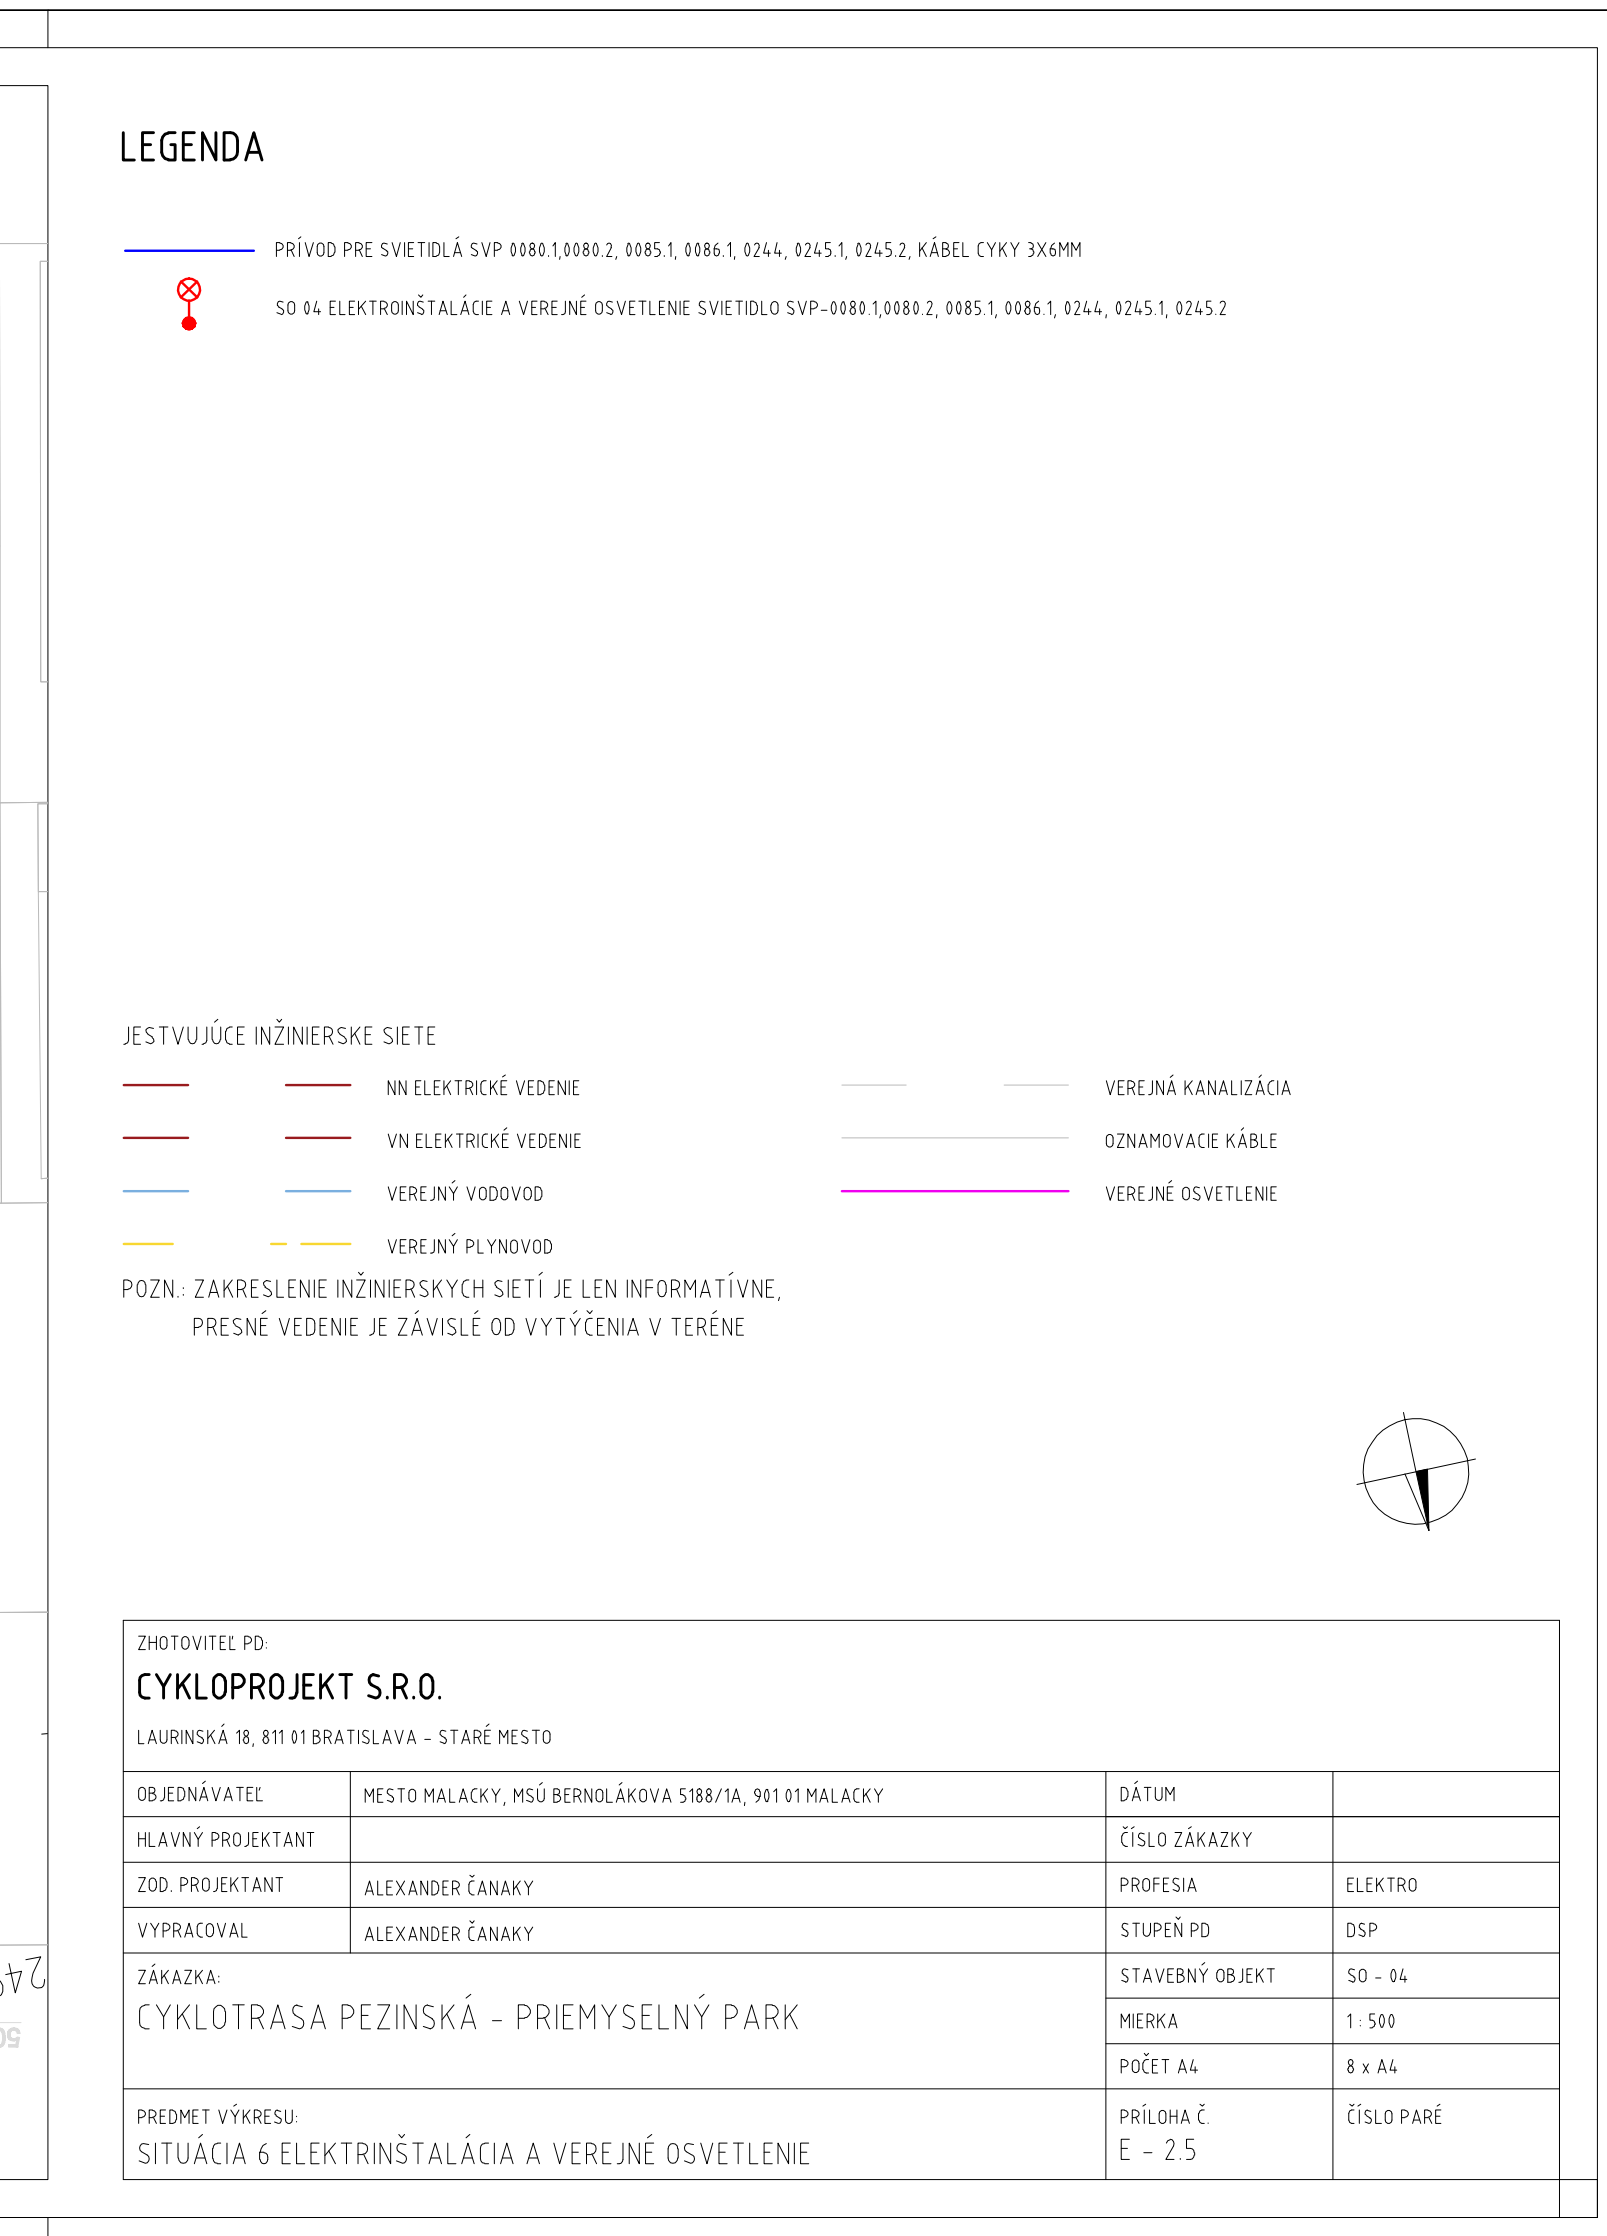 LEGENDA
PRÍVOD PRE SVIETIDLÁ SVP 0080.1,0080.2, 0085.1, 0086.1, 0244, 0245.1, 0245.2, KÁBEL CYKY 3X6MM
SO 04 ELEKTROINŠTALÁCIE A VEREJNÉ OSVETLENIE SVIETIDLO SVP-0080.1,0080.2, 0085.1, 0086.1, 0244, 0245.1, 0245.2
JESTVUJÚCE INŽINIERSKE SIETE
NN ELEKTRICKÉ VEDENIE
VEREJNÁ KANALIZÁCIA
VN ELEKTRICKÉ VEDENIE
OZNAMOVACIE KÁBLE
VEREJNÝ VODOVOD
VEREJNÉ OSVETLENIE
VEREJNÝ PLYNOVOD
POZN.: ZAKRESLENIE INŽINIERSKYCH SIETÍ JE LEN INFORMATÍVNE,
PRESNÉ VEDENIE JE ZÁVISLÉ OD VYTÝČENIA V TERÉNE
ZHOTOVITEĽ PD:
CYKLOPROJEKT S.R.O.
LAURINSKÁ 18, 811 01 BRATISLAVA - STARÉ MESTO
OBJEDNÁVATEĽ
MESTO MALACKY, MSÚ BERNOLÁKOVA 5188/1A, 901 01 MALACKY
DÁTUM
HLAVNÝ PROJEKTANT
ČÍSLO ZÁKAZKY
ZOD. PROJEKTANT
ALEXANDER ČANAKY
PROFESIA
ELEKTRO
VYPRACOVAL
ALEXANDER ČANAKY
STUPEŇ PD
DSP
ZÁKAZKA:
CYKLOTRASA PEZINSKÁ - PRIEMYSELNÝ PARK
STAVEBNÝ OBJEKT
SO - 04
MIERKA
1 : 500
POČET A4
8 x A4
PREDMET VÝKRESU:
SITUÁCIA 6 ELEKTRINŠTALÁCIA A VEREJNÉ OSVETLENIE
PRÍLOHA Č.
E - 2.5
ČÍSLO PARÉ